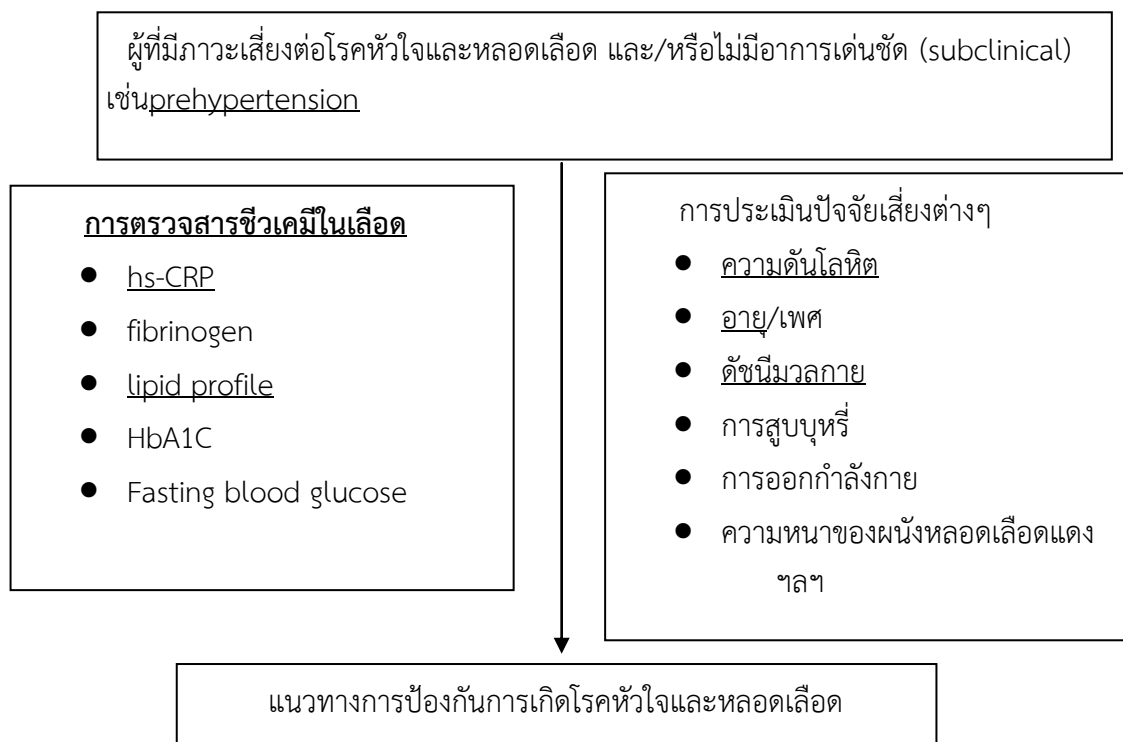 ผู้ที่มีภาวะเสี่ยงต่อโรคหัวใจและหลอดเลือด และ/หรือไม่มีอาการเด่นชัด (subclinical)
เช่นprehypertension
การตรวจสารชีวเคมีในเลือด
● hs-CRP
● fibrinogen
● lipid profile
● HbA1C
● Fasting blood glucose
การประเมินปัจจัยเสี่ยงต่างๆ
● ความดันโลหิต
● อายุ/เพศ
● ดัชนีมวลกาย
● การสูบบุหรี่
● การออกกำลังกาย
● ความหนาของผนังหลอดเลือดแดง
ฯลฯ
แนวทางการป้องกันการเกิดโรคหัวใจและหลอดเลือด